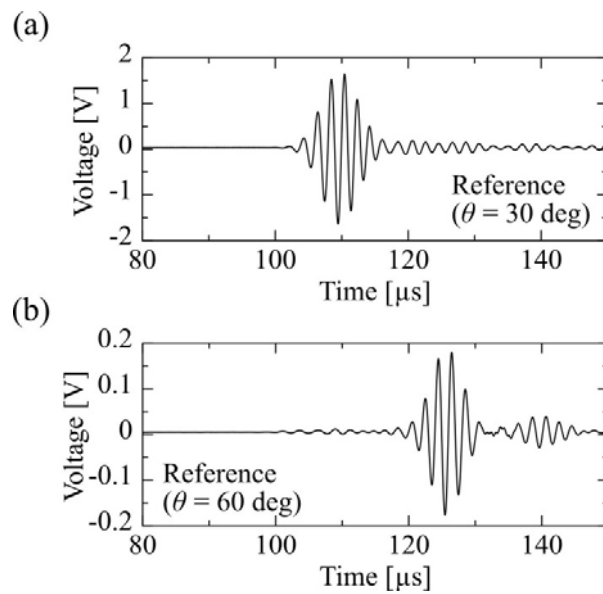 (a)
Voltage [V]
2
1
0
-1
-2
80
100
120
140
Time [µs]
Reference
(θ = 30 deg)
(b)
Voltage [V]
0.2
0.1
0
-0.1
-0.2
80
100
120
140
Time [µs]
Reference
(θ = 60 deg)